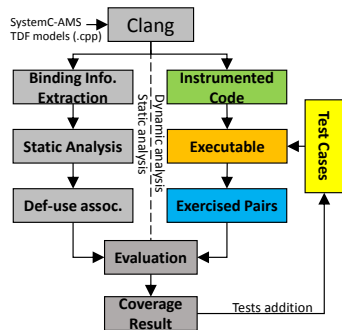 SystemC-AMS
TDF models (.cpp)
Clang
Binding Info.
Extraction
Instrumented
Code
Static analysis
Dynamic analysis
Static Analysis
Executable
Test Cases
Def-use assoc.
Exercised Pairs
Evaluation
Coverage
Result
Tests addition